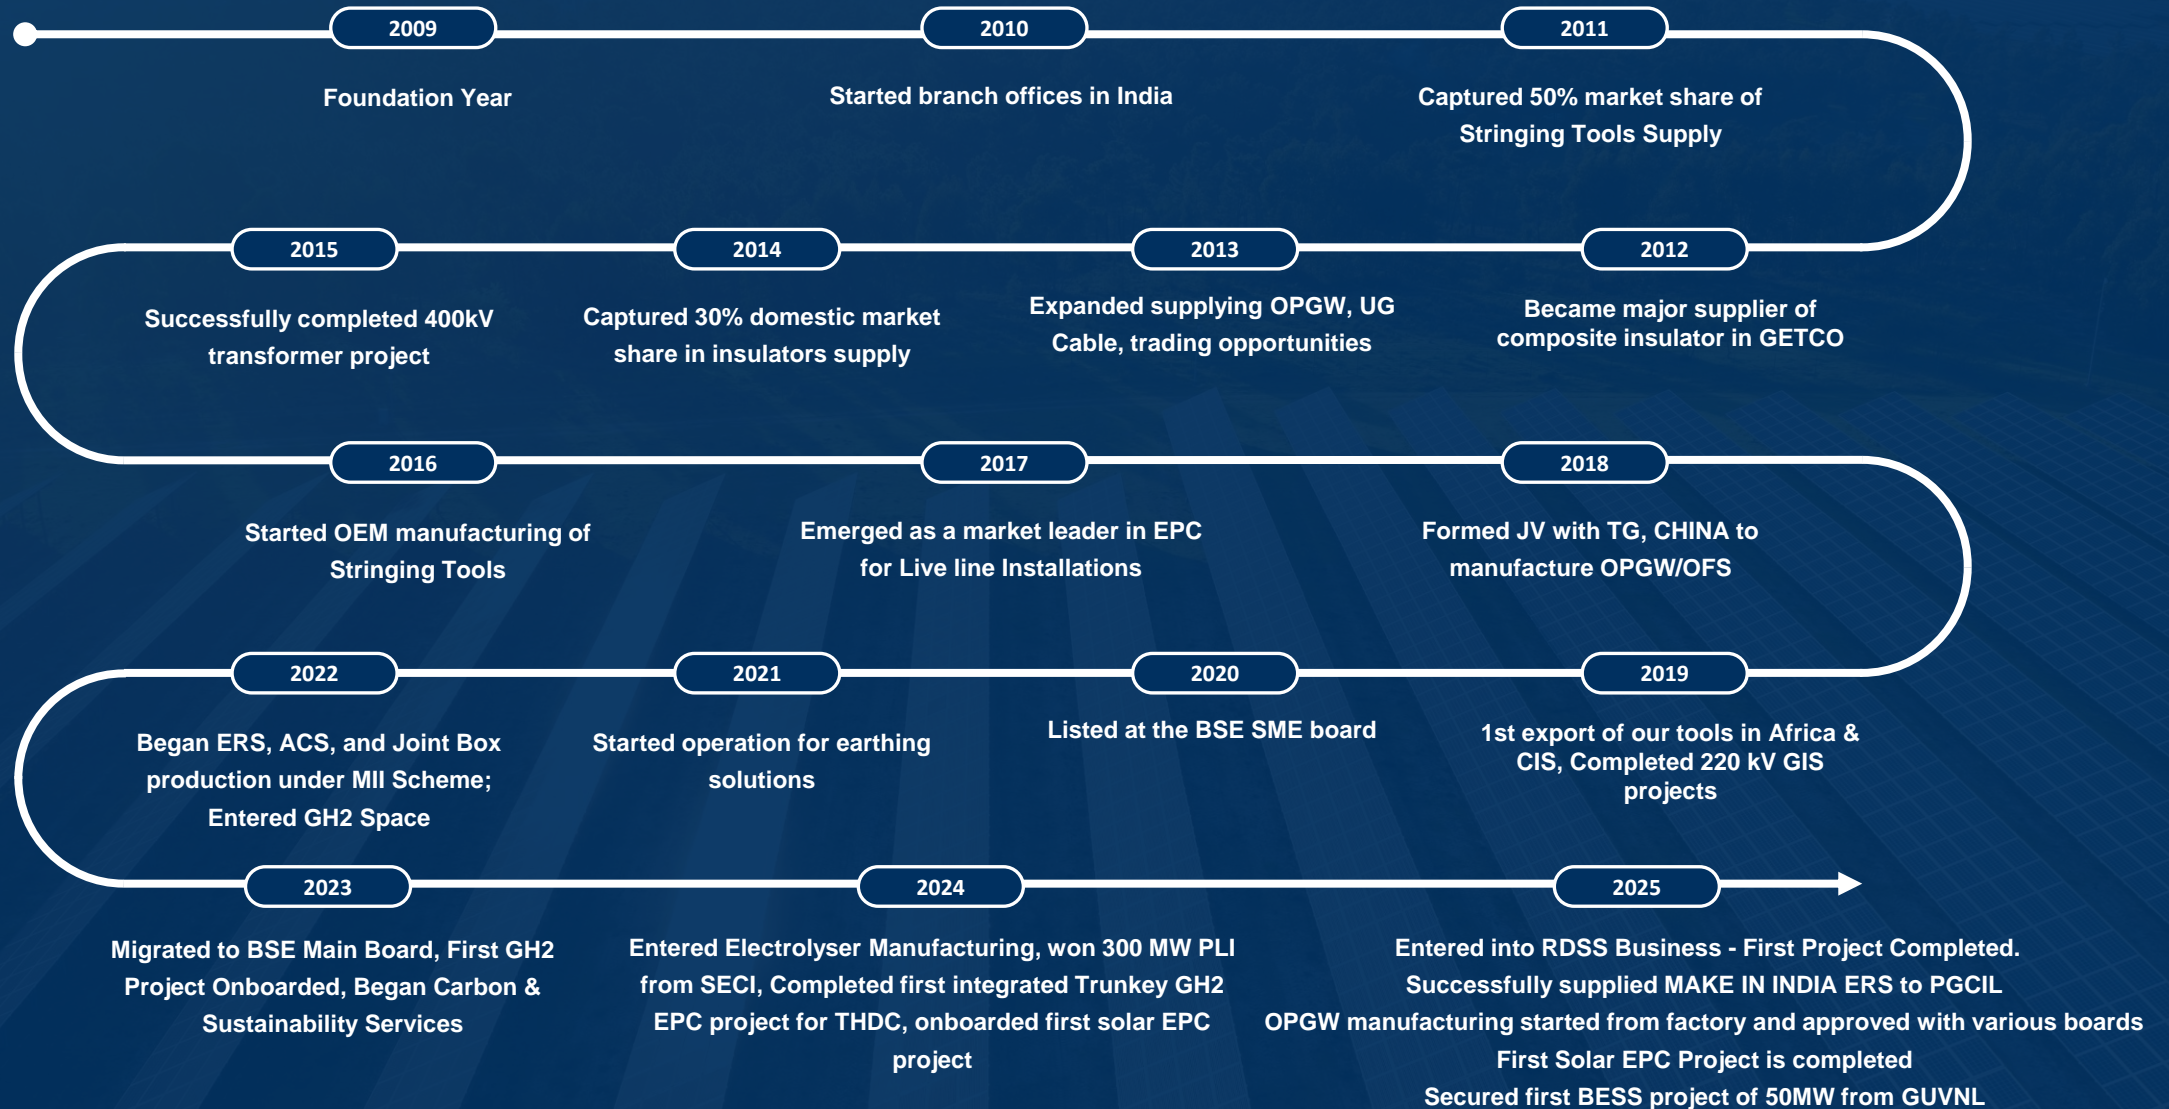 2009
Foundation Year
2010
Started branch offices in India
2011
Captured 50% market share of
Stringing Tools Supply
2012
Became major supplier of
composite insulator in GETCO
2013
Expanded supplying OPGW, UG
Cable, trading opportunities
2014
Captured 30% domestic market
share in insulators supply
2015
Successfully completed 400kV
transformer project
2016
Started OEM manufacturing of
Stringing Tools
2017
Emerged as a market leader in EPC
for Live line Installations
2018
Formed JV with TG, CHINA to
manufacture OPGW/OFS
2019
1st export of our tools in Africa &
CIS, Completed 220 kV GIS
projects
2020
Listed at the BSE SME board
2021
Started operation for earthing
solutions
2022
Began ERS, ACS, and Joint Box
production under MII Scheme;
Entered GH2 Space
2023
Migrated to BSE Main Board, First GH2
Project Onboarded, Began Carbon &
Sustainability Services
2024
Entered Electrolyser Manufacturing, won 300 MW PLI
from SECI, Completed first integrated Trunkey GH2
EPC project for THDC, onboarded first solar EPC
project
2025
Entered into RDSS Business - First Project Completed.
Successfully supplied MAKE IN INDIA ERS to PGCIL
OPGW manufacturing started from factory and approved with various boards
First Solar EPC Project is completed
Secured first BESS project of 50MW from GUVNL